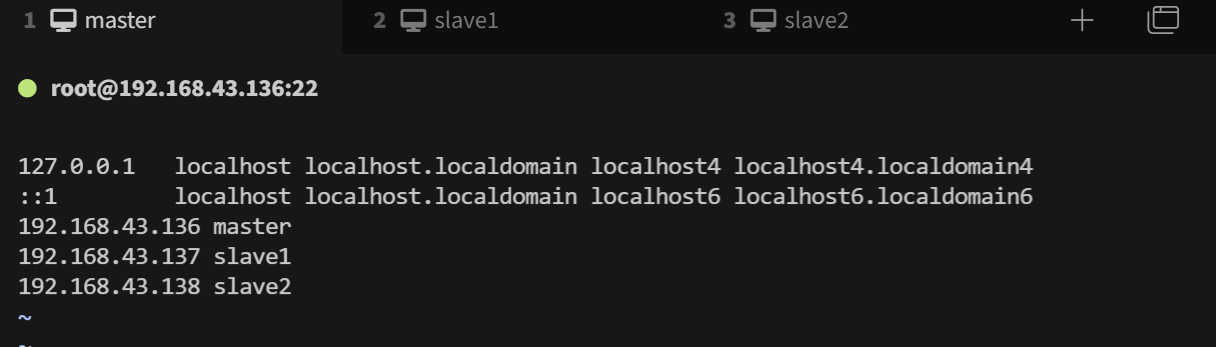 1 master 2 slave1 3 slave2
root@192.168.43.136:22
127.0.0.1   localhost localhost.localdomain localhost4 localhost4.localdomain4
::1         localhost localhost.localdomain localhost6 localhost6.localdomain6
192.168.43.136 master
192.168.43.137 slave1
192.168.43.138 slave2
~
~